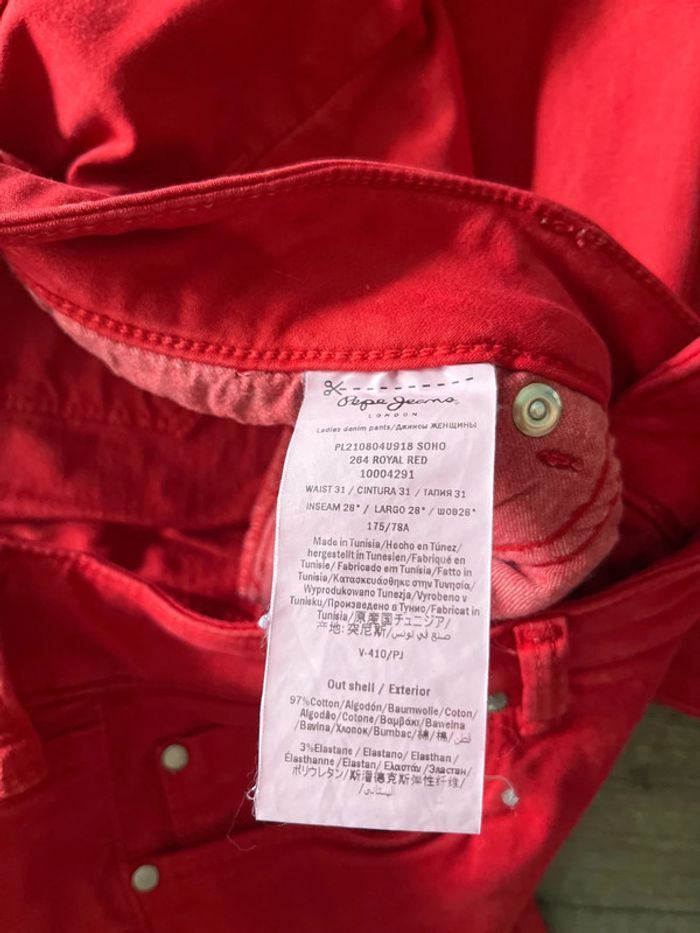 Pepe Jeans
LONDON
Ladies denim pants/Джинсы ЖЕНЩИНЫ
PL210804U918 SOHO
264 ROYAL RED
10004291
WAIST 31 / CINTURA 31 / ТАПИЯ 31
INSEAM 28" / LARGO 28" / ШОВ28"
175/78A
Made in Tunisia/Hecho en Túnez/
hergestellt in Tunesien/Fabriqué en
Tunisie/ Fabricado em Tunísia/Fatto in
Tunisia/Κατασκευάσθηκε στην Τυνησία/
Wyprodukowano Tunezja/Vyrobeno v
Tunisku/Произведено в Тунис/Fabricat in
Tunisia/原産国チュニジア/
产地: 突尼斯/صنع في تونس/
V-410/PJ
Out shell / Exterior
97%Cotton/Algodón/Baumwolle/Coton/
Algodão/Cotone/Βαμβάκι/Bawełna
/Bavlna/Хлопок/Bumbac/綿/棉/قطن/
3%Elastane/Elastano/Elasthan/
Élasthanne/Elastan/Ελαστάν/Эластан/
ポリウレタン/斯潘德克斯弹性纤维/